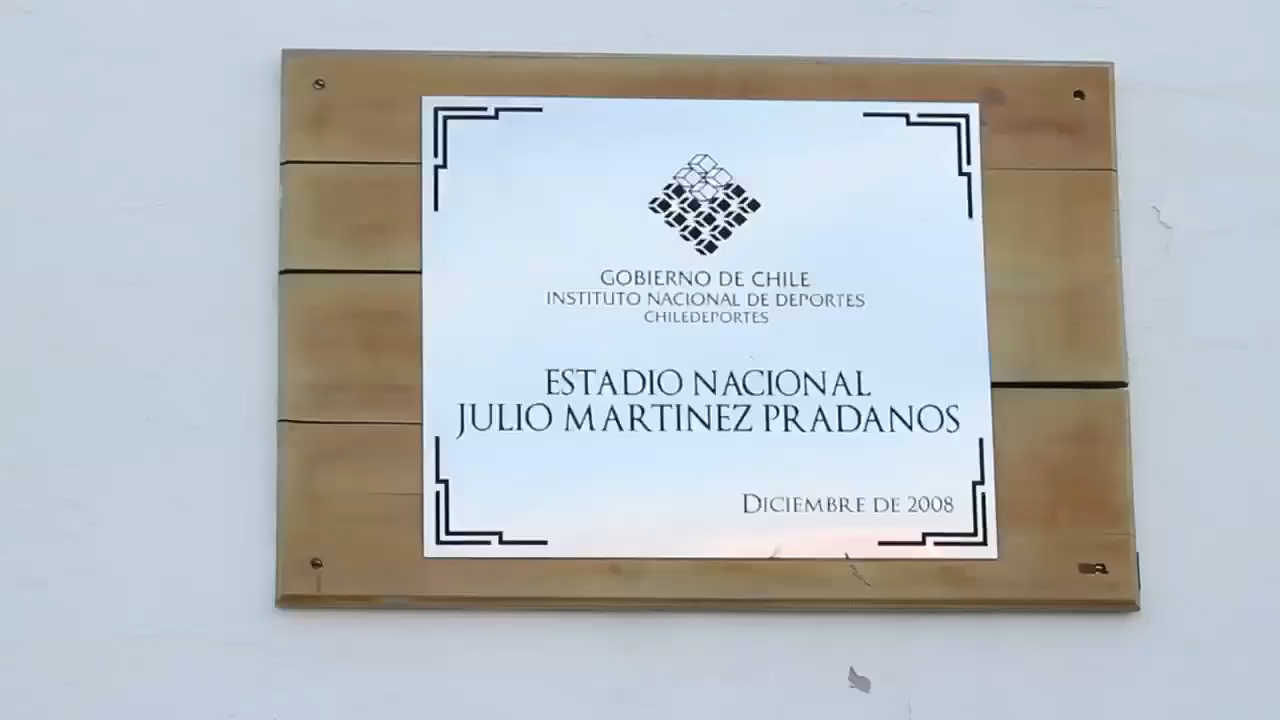 GOBIERNO DE CHILE
INSTITUTO NACIONAL DE DEPORTES
CHILEDEPORTES
ESTADIO NACIONAL
JULIO MARTINEZ PRADANOS
DICIEMBRE DE 2008